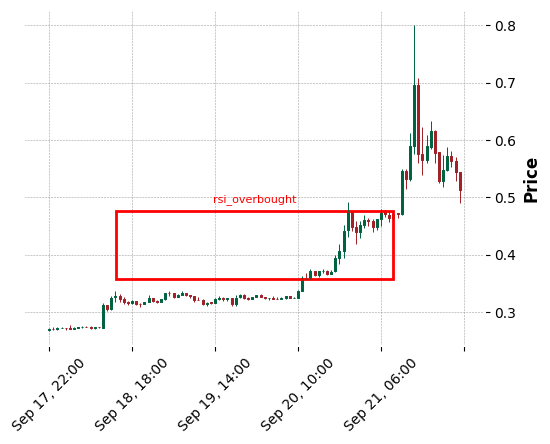 rsi_overbought
0.8
0.7
0.6
0.5
0.4
0.3
Price
Sep 17, 22:00
Sep 18, 18:00
Sep 19, 14:00
Sep 20, 10:00
Sep 21, 06:00